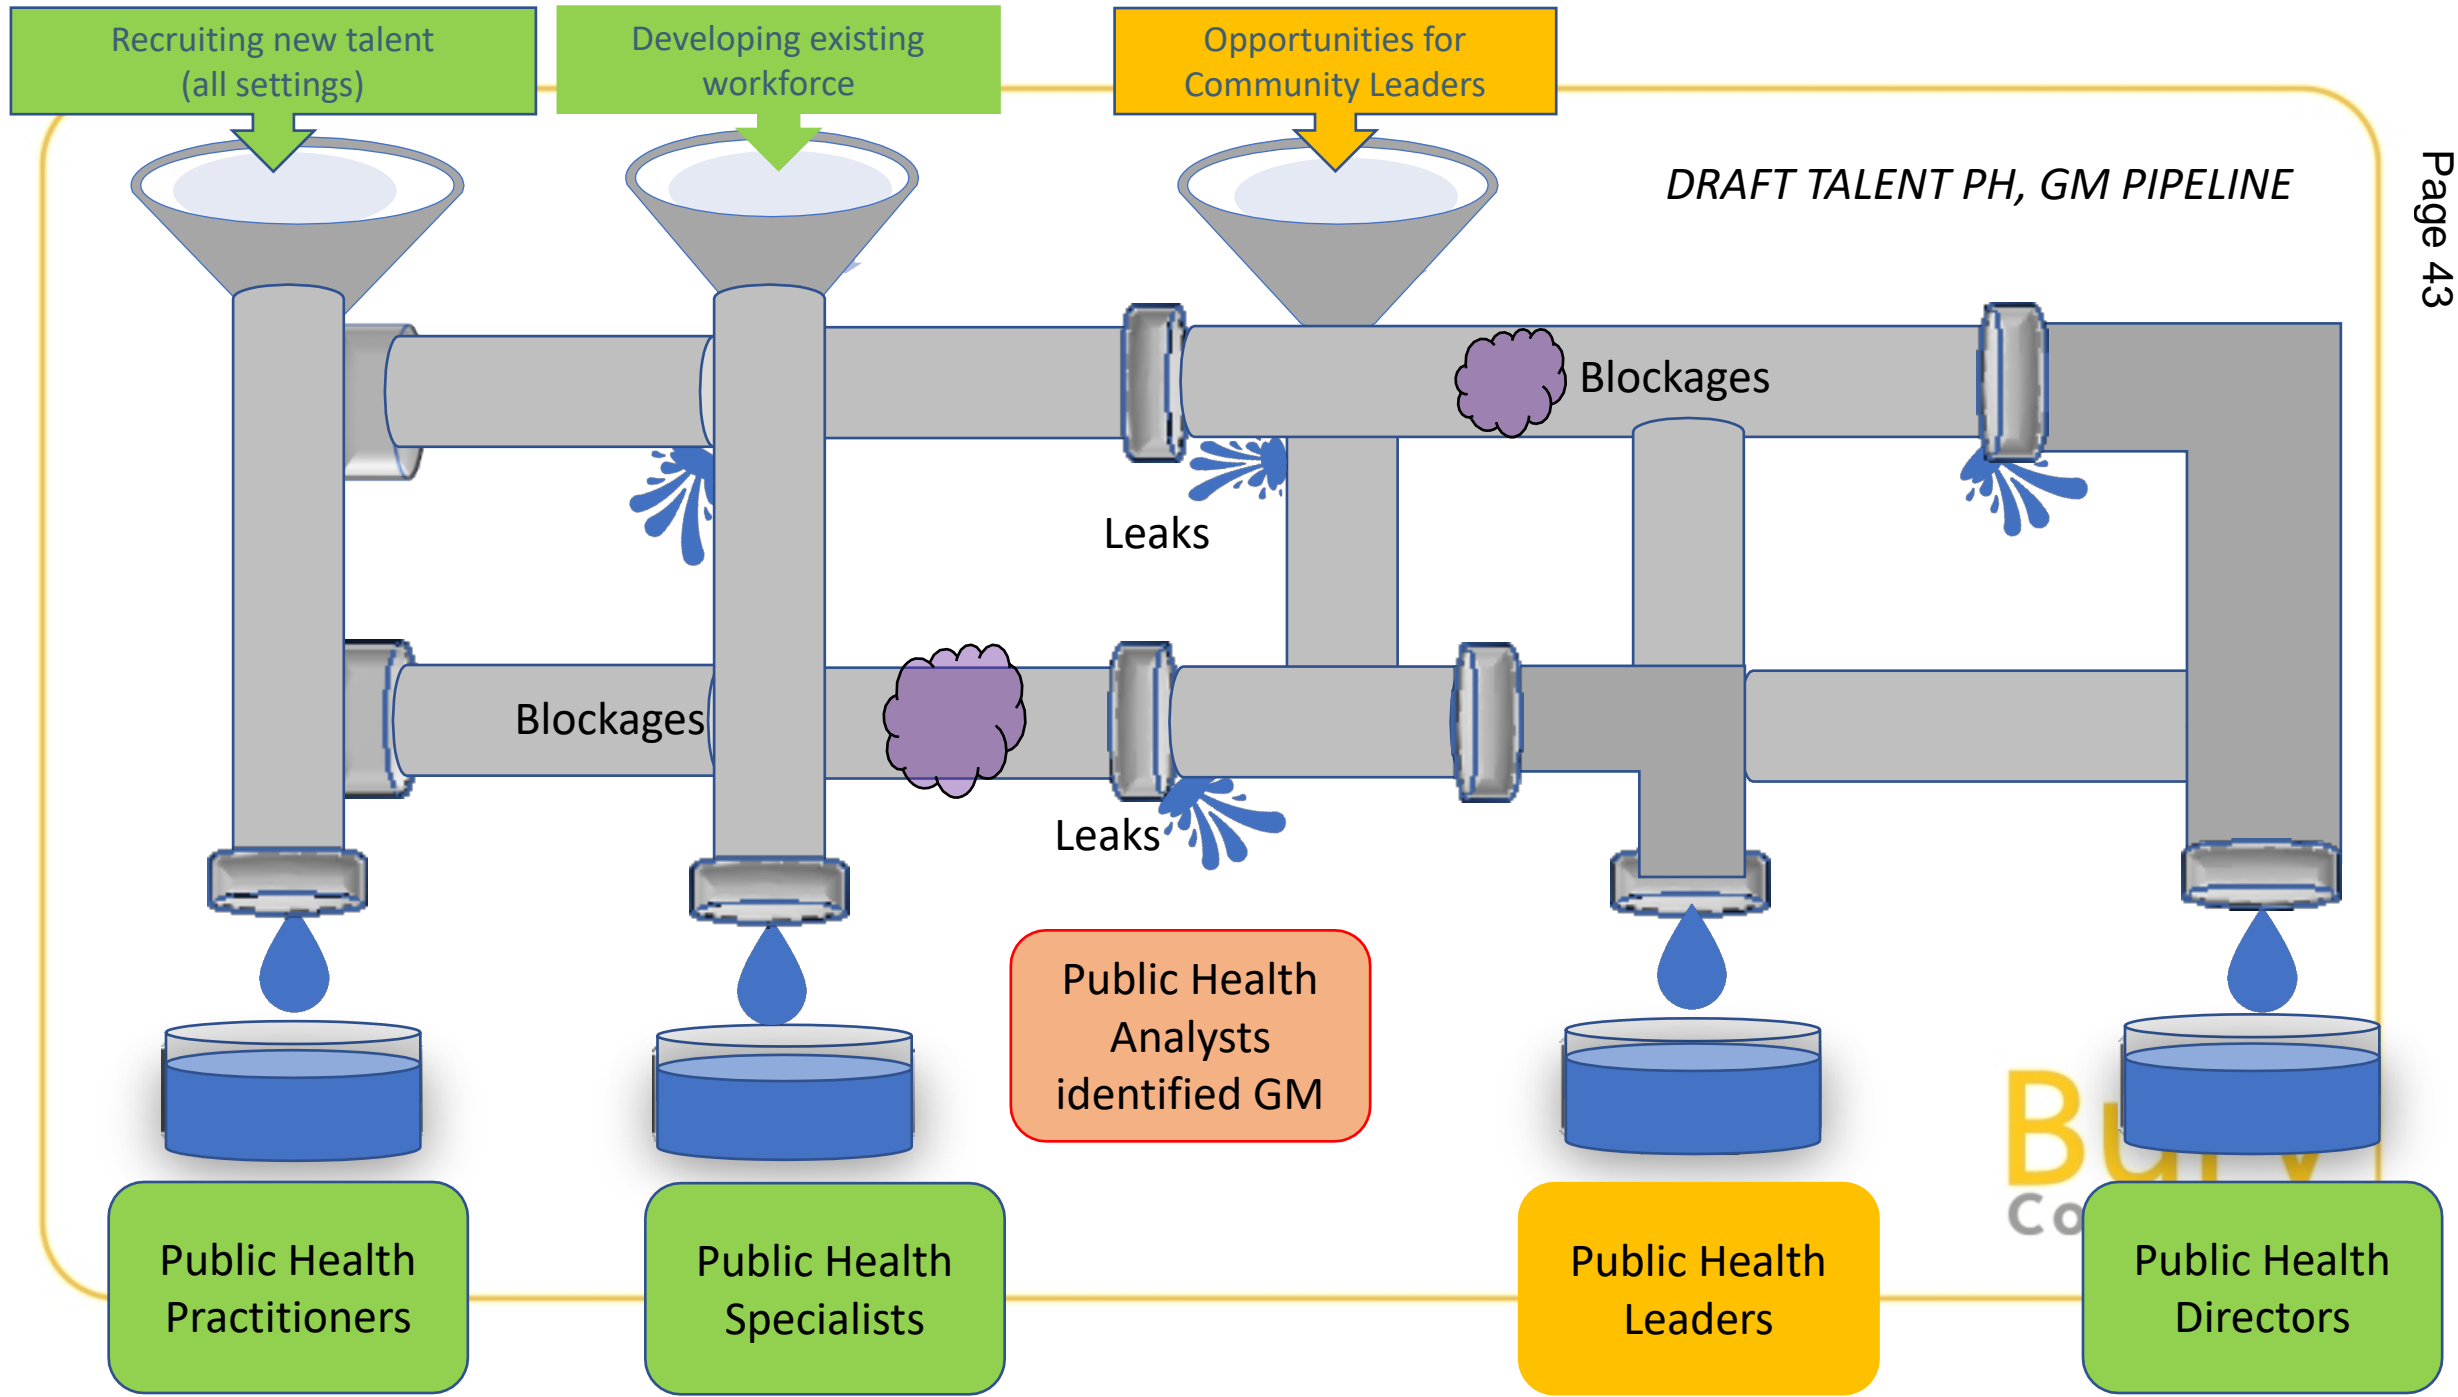 Recruiting new talent
(all settings)
Developing existing
workforce
Opportunities for
Community Leaders
DRAFT TALENT PH, GM PIPELINE
Page 43
Blockages
Leaks
Blockages
Leaks
Public Health
Analysts
identified GM
Public Health
Practitioners
Public Health
Specialists
Public Health
Leaders
Public Health
Directors
Bury
Co